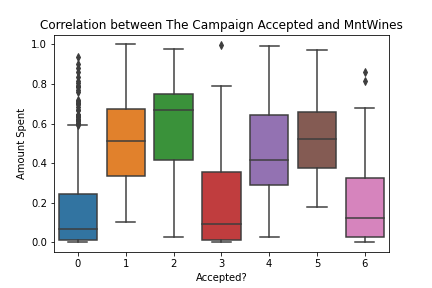 Correlation between The Campaign Accepted and MntWines
1.0
0.8
0.6
0.4
0.2
0.0
Amount Spent
0 1 2 3 4 5 6
Accepted?